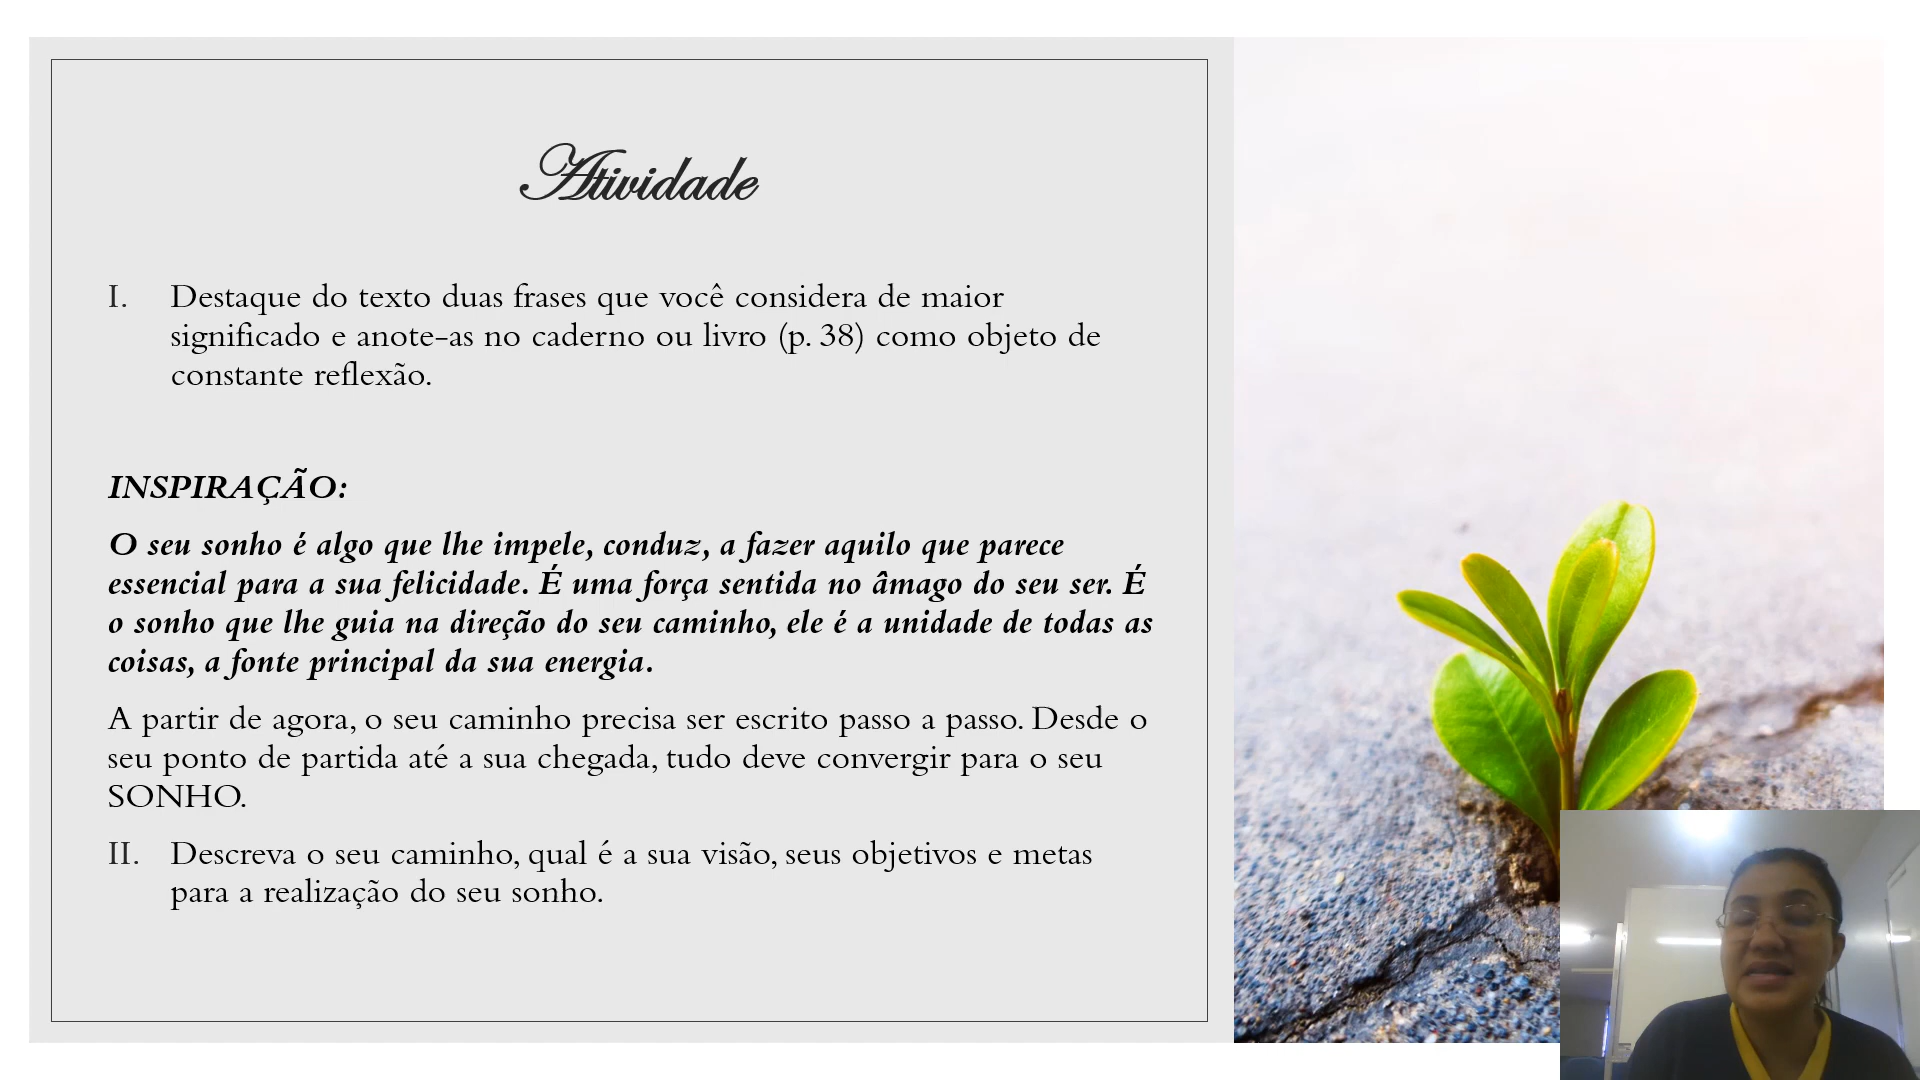 Atividade
I. Destaque do texto duas frases que você considera de maior
significado e anote-as no caderno ou livro (p. 38) como objeto de
constante reflexão.
INSPIRAÇÃO:
O seu sonho é algo que lhe impele, conduz, a fazer aquilo que parece
essencial para a sua felicidade. É uma força sentida no âmago do seu ser. É
o sonho que lhe guia na direção do seu caminho, ele é a unidade de todas as
coisas, a fonte principal da sua energia.
A partir de agora, o seu caminho precisa ser escrito passo a passo. Desde o
seu ponto de partida até a sua chegada, tudo deve convergir para o seu
SONHO.
II. Descreva o seu caminho, qual é a sua visão, seus objetivos e metas
para a realização do seu sonho.